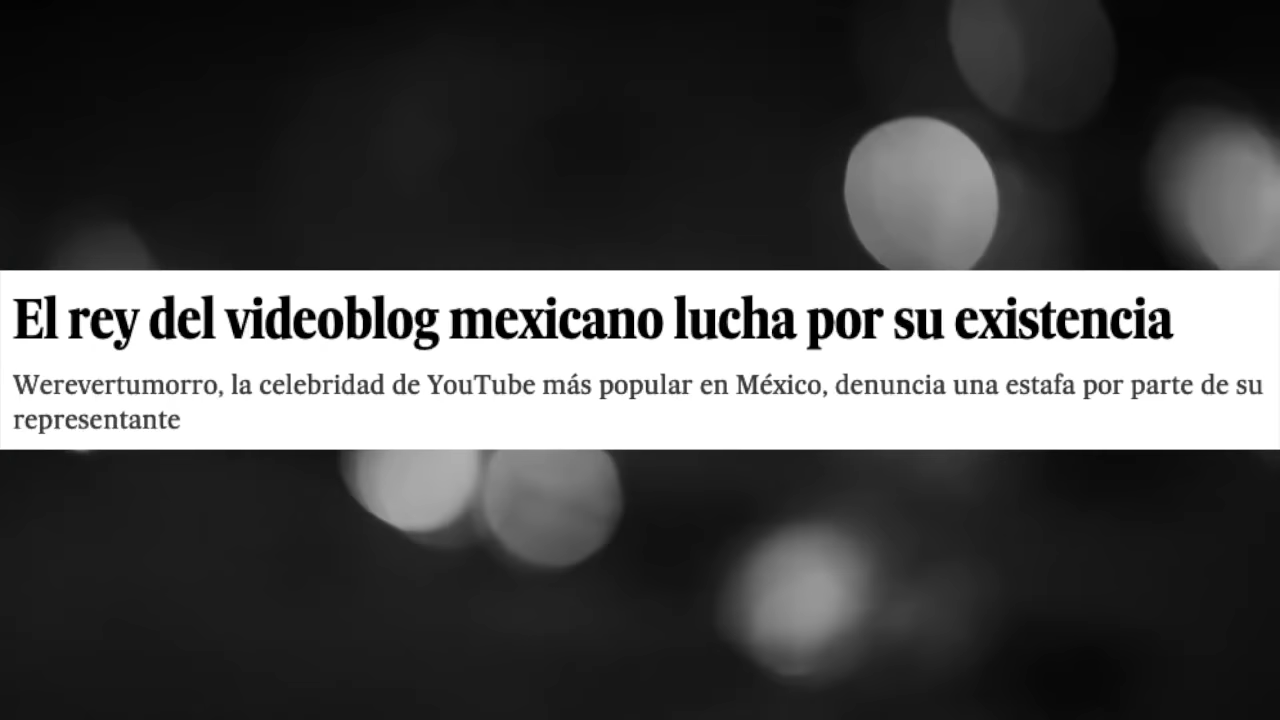 El rey del videoblog mexicano lucha por su existencia
Werevertumorro, la celebridad de YouTube más popular en México, denuncia una estafa por parte de su
representante